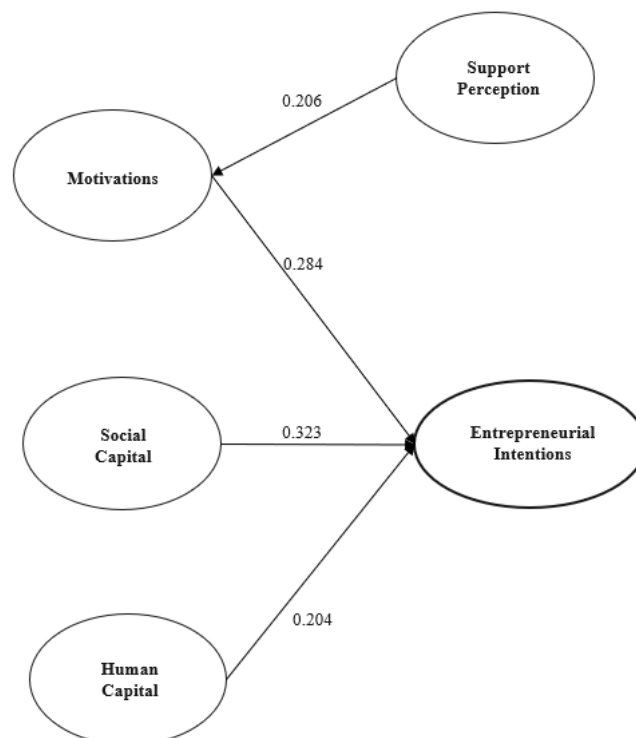 Support
Perception
0.206
Motivations
0.284
Social
Capital
0.323
Entrepreneurial
Intentions
0.204
Human
Capital